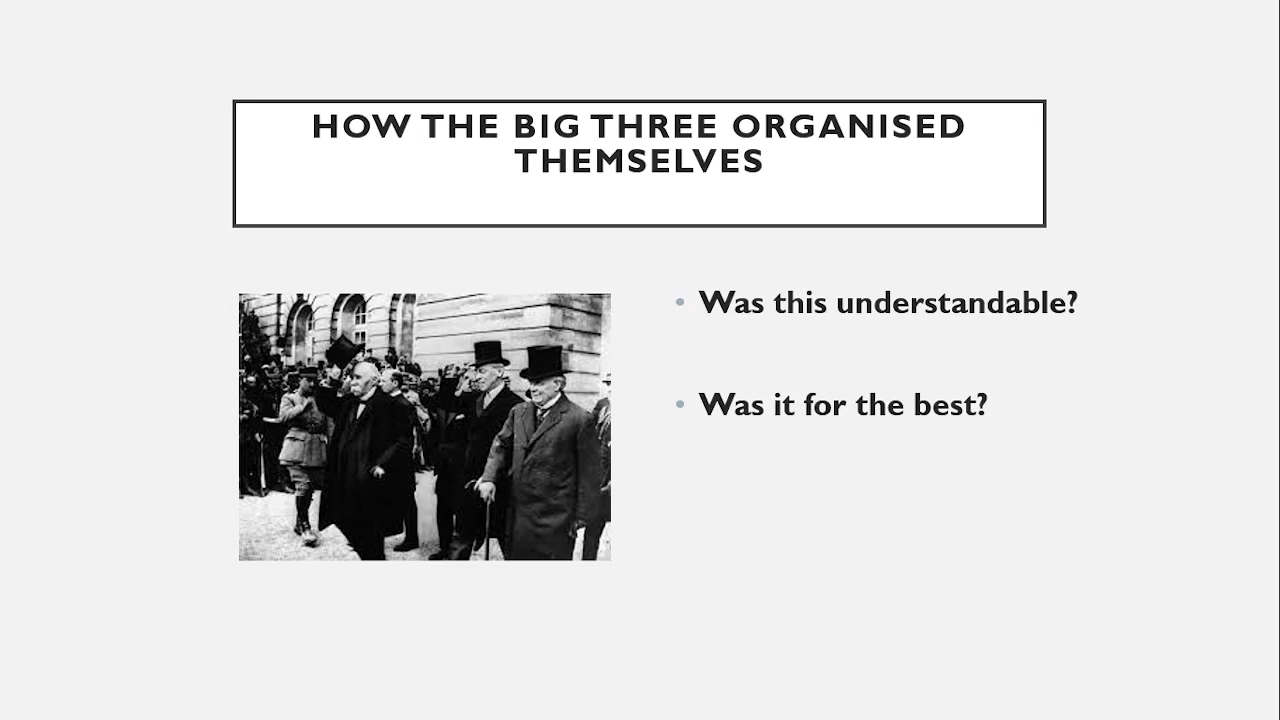 HOW THE BIG THREE ORGANISED
THEMSELVES
• Was this understandable?
• Was it for the best?